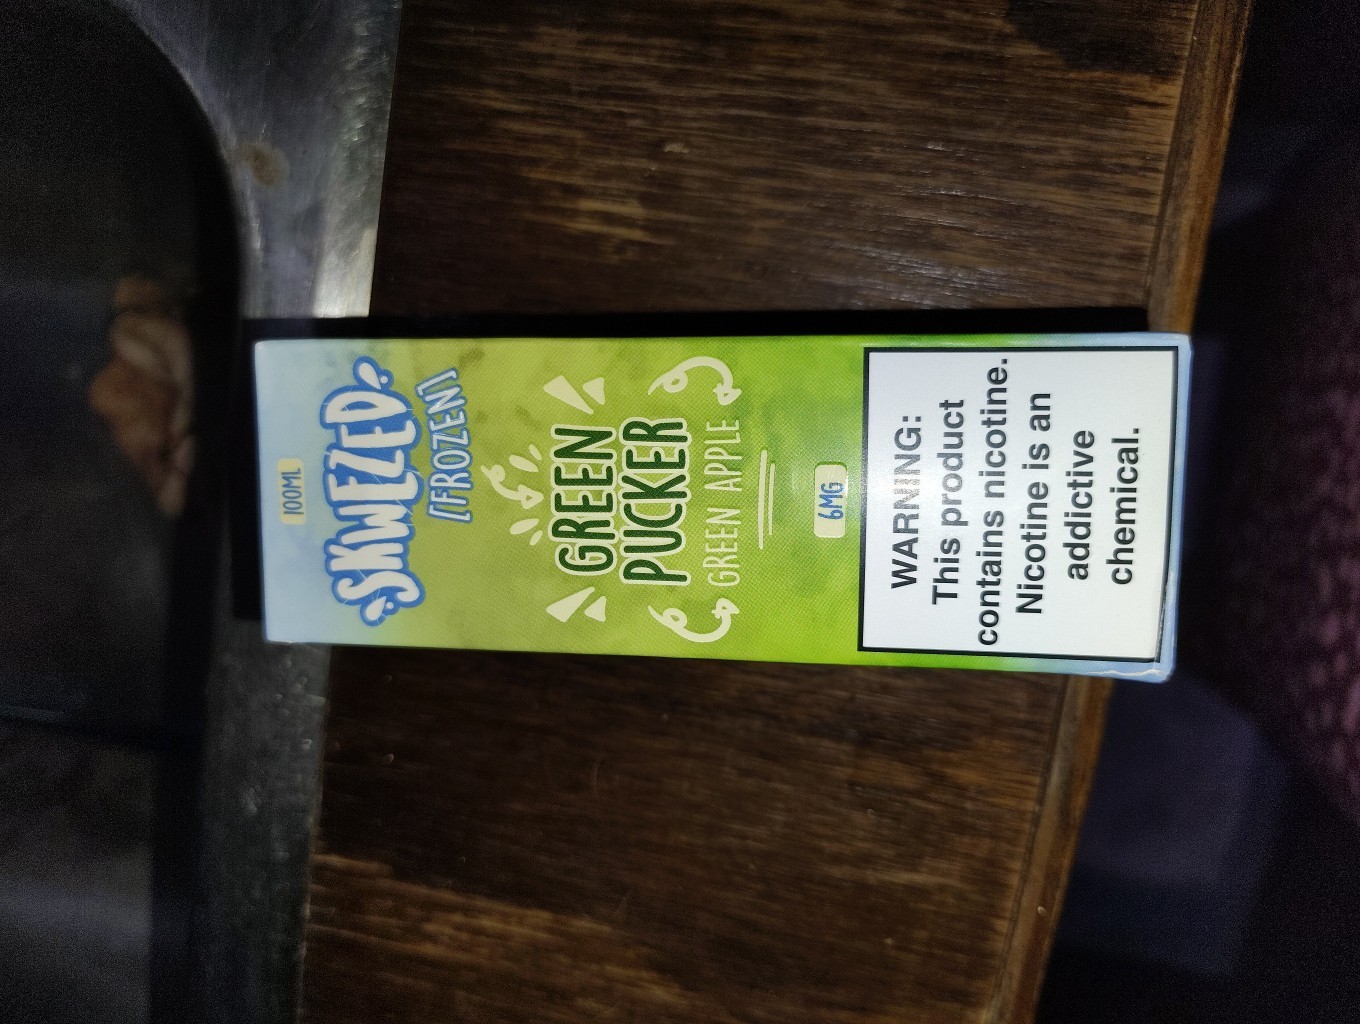 100ML
SKWEZED
[FROZEN]
GREEN
PUCKER
GREEN APPLE
6MG
WARNING:
This product
contains nicotine.
Nicotine is an
addictive
chemical.